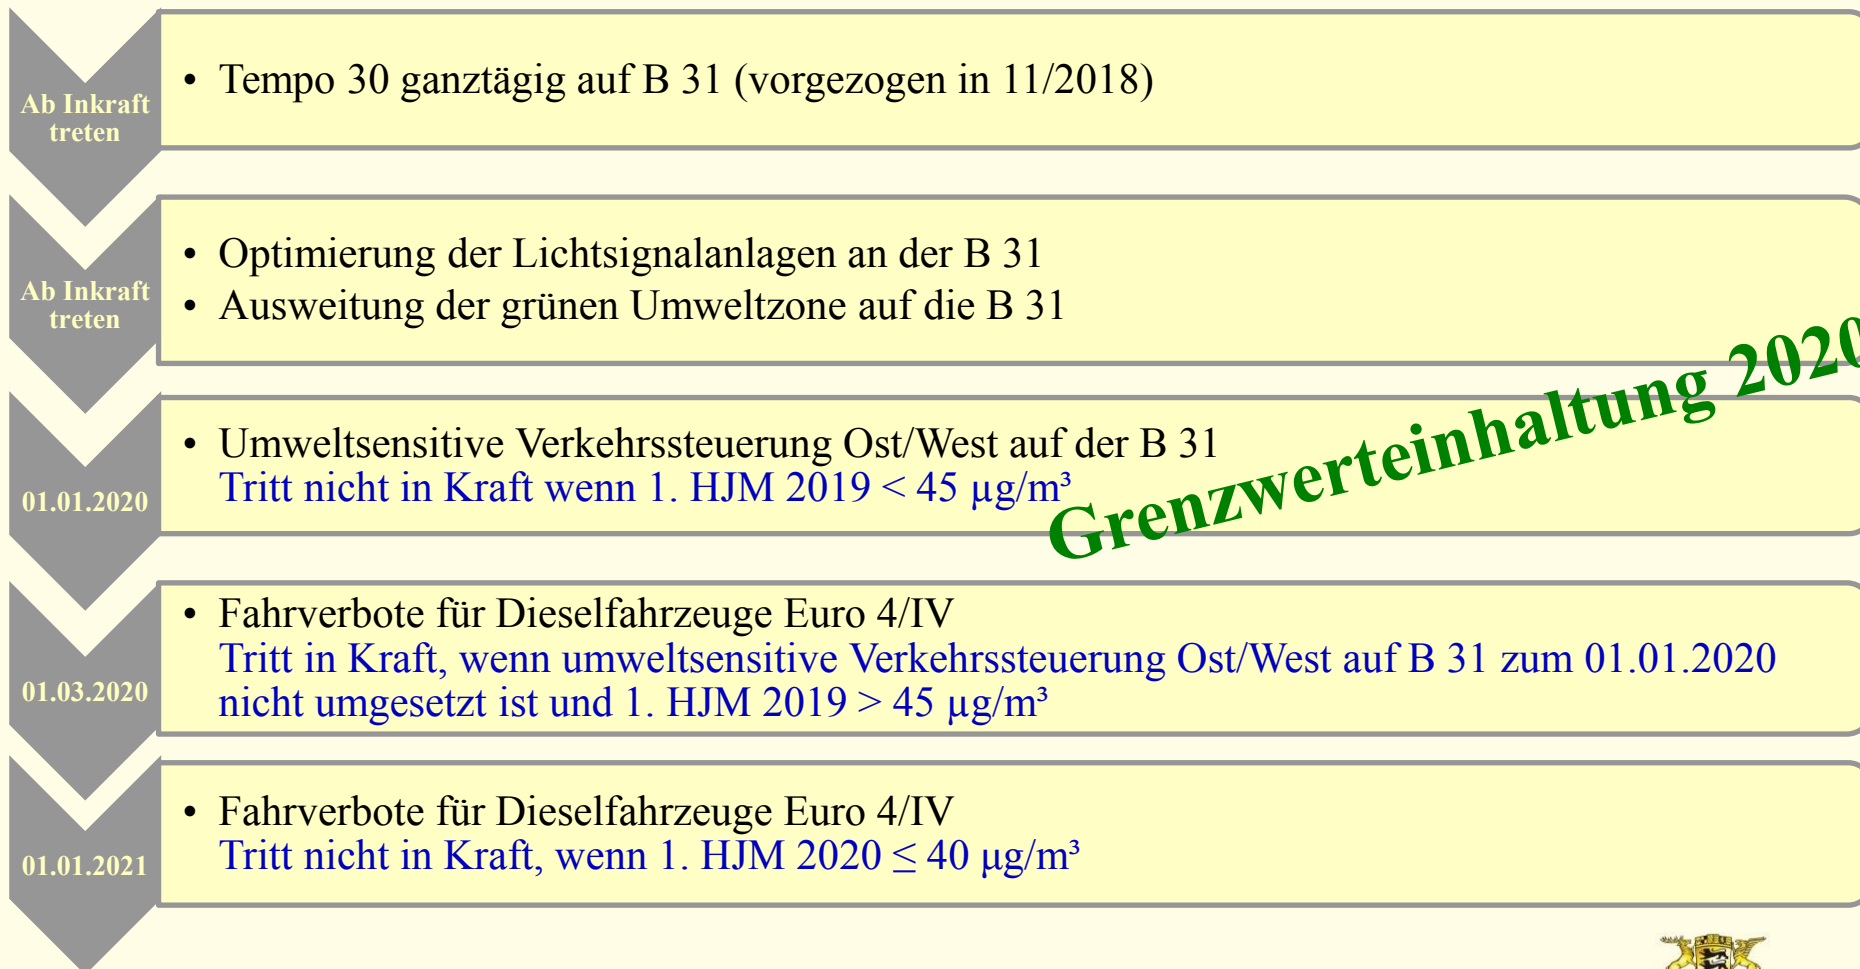 Ab Inkraft
treten
• Tempo 30 ganztägig auf B 31 (vorgezogen in 11/2018)
Ab Inkraft
treten
• Optimierung der Lichtsignalanlagen an der B 31
• Ausweitung der grünen Umweltzone auf die B 31
Grenzwerteinhaltung 2020
01.01.2020
• Umweltsensitive Verkehrssteuerung Ost/West auf der B 31
Tritt nicht in Kraft wenn 1. HJM 2019 < 45 µg/m³
01.03.2020
• Fahrverbote für Dieselfahrzeuge Euro 4/IV
Tritt in Kraft, wenn umweltsensitive Verkehrssteuerung Ost/West auf B 31 zum 01.01.2020
nicht umgesetzt ist und 1. HJM 2019 > 45 µg/m³
01.01.2021
• Fahrverbote für Dieselfahrzeuge Euro 4/IV
Tritt nicht in Kraft, wenn 1. HJM 2020 ≤ 40 µg/m³